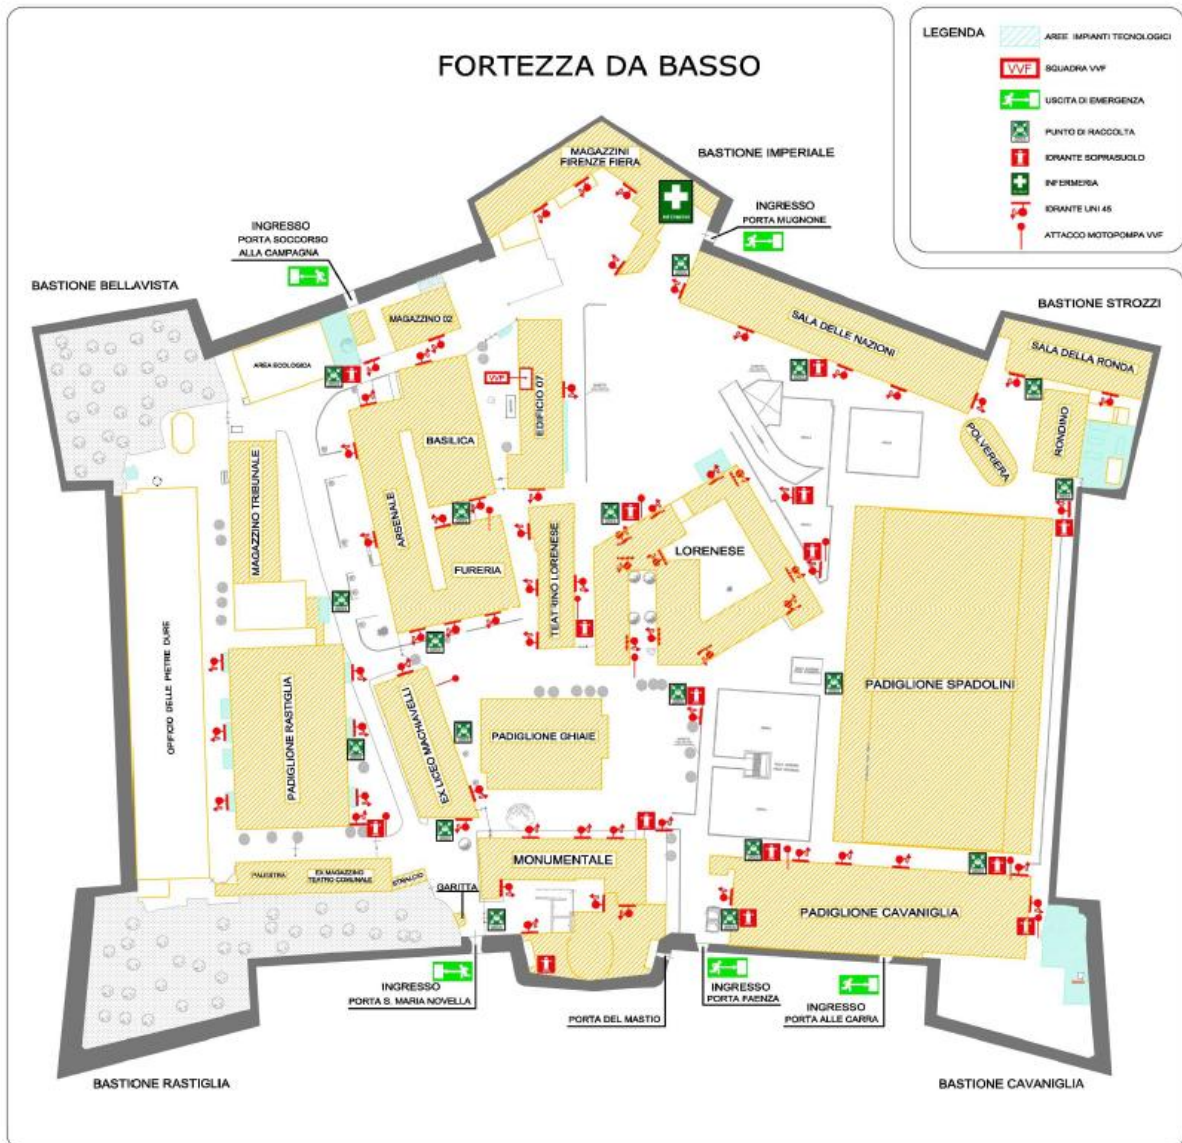 FORTEZZA DA BASSO
LEGENDA
AREE IMPIANTI TECNOLOGICI
VVF
SQUADRA VVF
USCITA DI EMERGENZA
PUNTO DI RACCOLTA
IDRANTE SOPRASUOLO
INFERMERIA
IDRANTE UNI 45
ATTACCO MOTOPOMPA VVF
MAGAZZINI
FIRENZE FIERA
BASTIONE IMPERIALE
INGRESSO
PORTA MUGNONE
INGRESSO
PORTA SOCCORSO
ALLA CAMPAGNA
BASTIONE BELLAVISTA
BASTIONE STROZZI
MAGAZZINO 02
AREA ECOLOGICA
SALA DELLE NAZIONI
SALA DELLA RONDA
VVF
EDIFICIO 07
BASILICA
POLVERIERA
RONDINO
MAGAZZINO TRIBUNALE
ARSENALE
FURERIA
TEATRINO LORENESE
LORENESE
OPIFICIO DELLE PIETRE DURE
PADIGLIONE RASTIGLIA
EX LICEO MACHIAVELLI
PADIGLIONE GHIAIE
PADIGLIONE SPADOLINI
MONUMENTALE
PALESTRA
EX MAGAZZINO
TEATRO COMUNALE
STRALCIO
GARITTA
PADIGLIONE CAVANIGLIA
INGRESSO
PORTA S. MARIA NOVELLA
PORTA DEL MASTIO
INGRESSO
PORTA FAENZA
INGRESSO
PORTA ALLE CARRA
BASTIONE RASTIGLIA
BASTIONE CAVANIGLIA